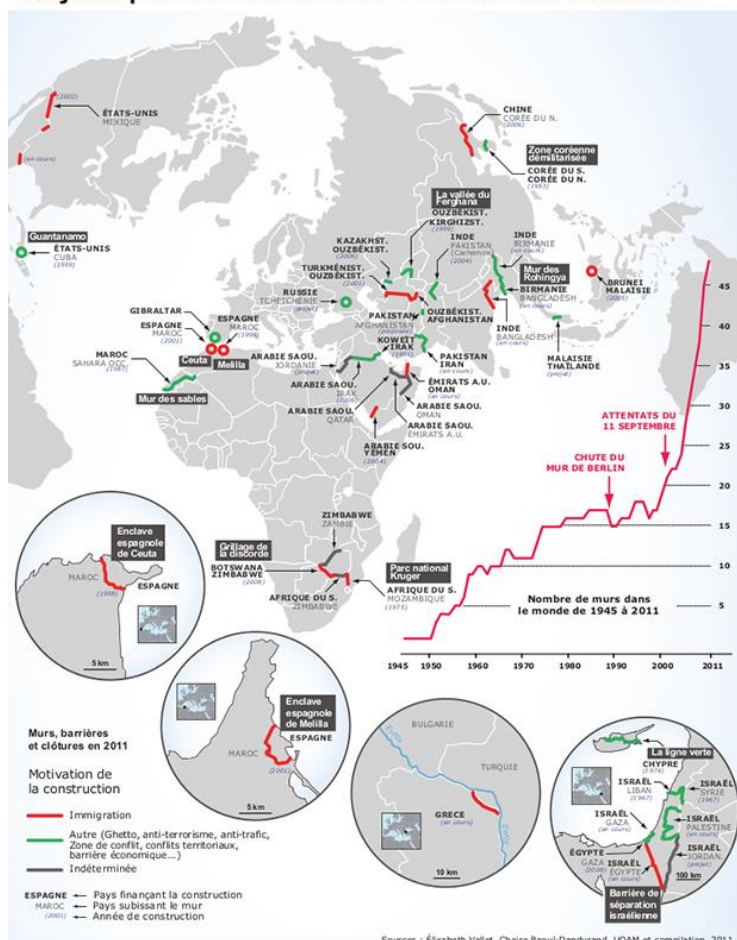 (2002)
ÉTATS-UNIS
MEXIQUE
(en cours)
Guantanamo
ÉTATS-UNIS
CUBA
(1959)
CHINE
CORÉE DU N.
(2006)
Zone coréenne
démilitarisée
CORÉE DU S.
CORÉE DU N.
(1953)
La vallée du
Ferghana
OUZBÉKIST.
KIRGHIZST.
(1999)
KAZAKHST.
OUZBÉKIST.
(2006)
TURKMÉNIST.
OUZBÉKIST.
(2001)
INDE
PAKISTAN
(Cachemire)
(2004)
INDE
BIRMANIE
(en cours)
Mur des
Rohingya
BIRMANIE
BANGLADESH
(en cours)
BRUNEI
MALAISIE
(2005)
RUSSIE
TCHÉTCHÉNIE
(projet)
PAKISTAN
AFGHANISTAN
(proposée)
OUZBÉKIST.
AFGHANISTAN
INDE
BANGLADESH
(en cours)
MALAISIE
THAÏLANDE
(projet)
GIBRALTAR
ESPAGNE
MAROC
(2001)
ESPAGNE
MAROC
(1998)
Ceuta
Melilla
MAROC
SAHARA OCC.
(1987)
Mur des sables
KOWEÏT
IRAK
(1991)
PAKISTAN
IRAN
(en cours)
ARABIE SAOU.
JORDANIE
(projet)
ARABIE SAOU.
IRAK
(2006)
ARABIE SAOU.
QATAR
ÉMIRATS A.U.
OMAN
(en cours)
ARABIE SAOU.
OMAN
ARABIE SAOU.
ÉMIRATS A.U.
ARABIE SOU.
YÉMEN
(2004)
ZIMBABWE
ZAMBIE
Grillage de
la discorde
BOTSWANA
ZIMBABWE
(2008)
AFRIQUE DU S.
ZIMBABWE
Parc national
Kruger
AFRIQUE DU S.
MOZAMBIQUE
(1975)
45
40
35
30
25
20
15
10
5
ATTENTATS DU
11 SEPTEMBRE
CHUTE DU
MUR DE BERLIN
Nombre de murs dans
le monde de 1945 à 2011
1945 1950 1960 1970 1980 1990 2000 2011
Enclave
espagnole
de Ceuta
MAROC
ESPAGNE
(1998)
5 km
Enclave
espagnole
de Melilla
ESPAGNE
MAROC
(2001)
5 km
BULGARIE
Evros
TURQUIE
GRECE
(en cours)
Evros
10 km
La ligne verte
CHYPRE
(1974)
ISRAËL
LIBAN
(1967)
ISRAËL
SYRIE
(1967)
ISRAËL
GAZA
(en cours)
ISRAËL
PALESTINE
(en cours)
ÉGYPTE
GAZA
(2008)
ISRAËL
ÉGYPTE
(en cours)
ISRAËL
JORDAN.
(projet)
100 km
Barrière de
séparation
israélienne
Murs, barrières
et clôtures en 2011
Motivation de
la construction
Immigration
Autre (Ghetto, anti-terrorisme, anti-trafic,
Zone de conflit, conflits territoriaux,
barrière économique...)
Indéterminée
ESPAGNE Pays finançant la construction
MAROC Pays subissant le mur
(2001) Année de construction